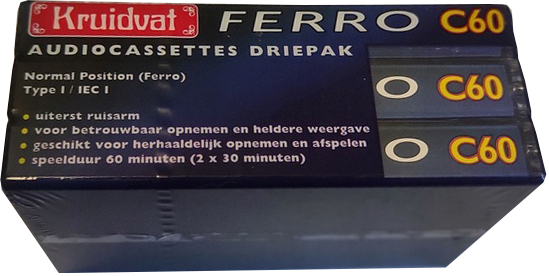 Kruidvat FERRO C60
AUDIOCASSETTES DRIEPAK
Normal Position (Ferro)
Type I / IEC I
O C60
• uiterst ruisarm
• voor betrouwbaar opnemen en heldere weergave
• geschikt voor herhaaldelijk opnemen en afspelen
• speelduur 60 minuten (2 x 30 minuten)
O C60